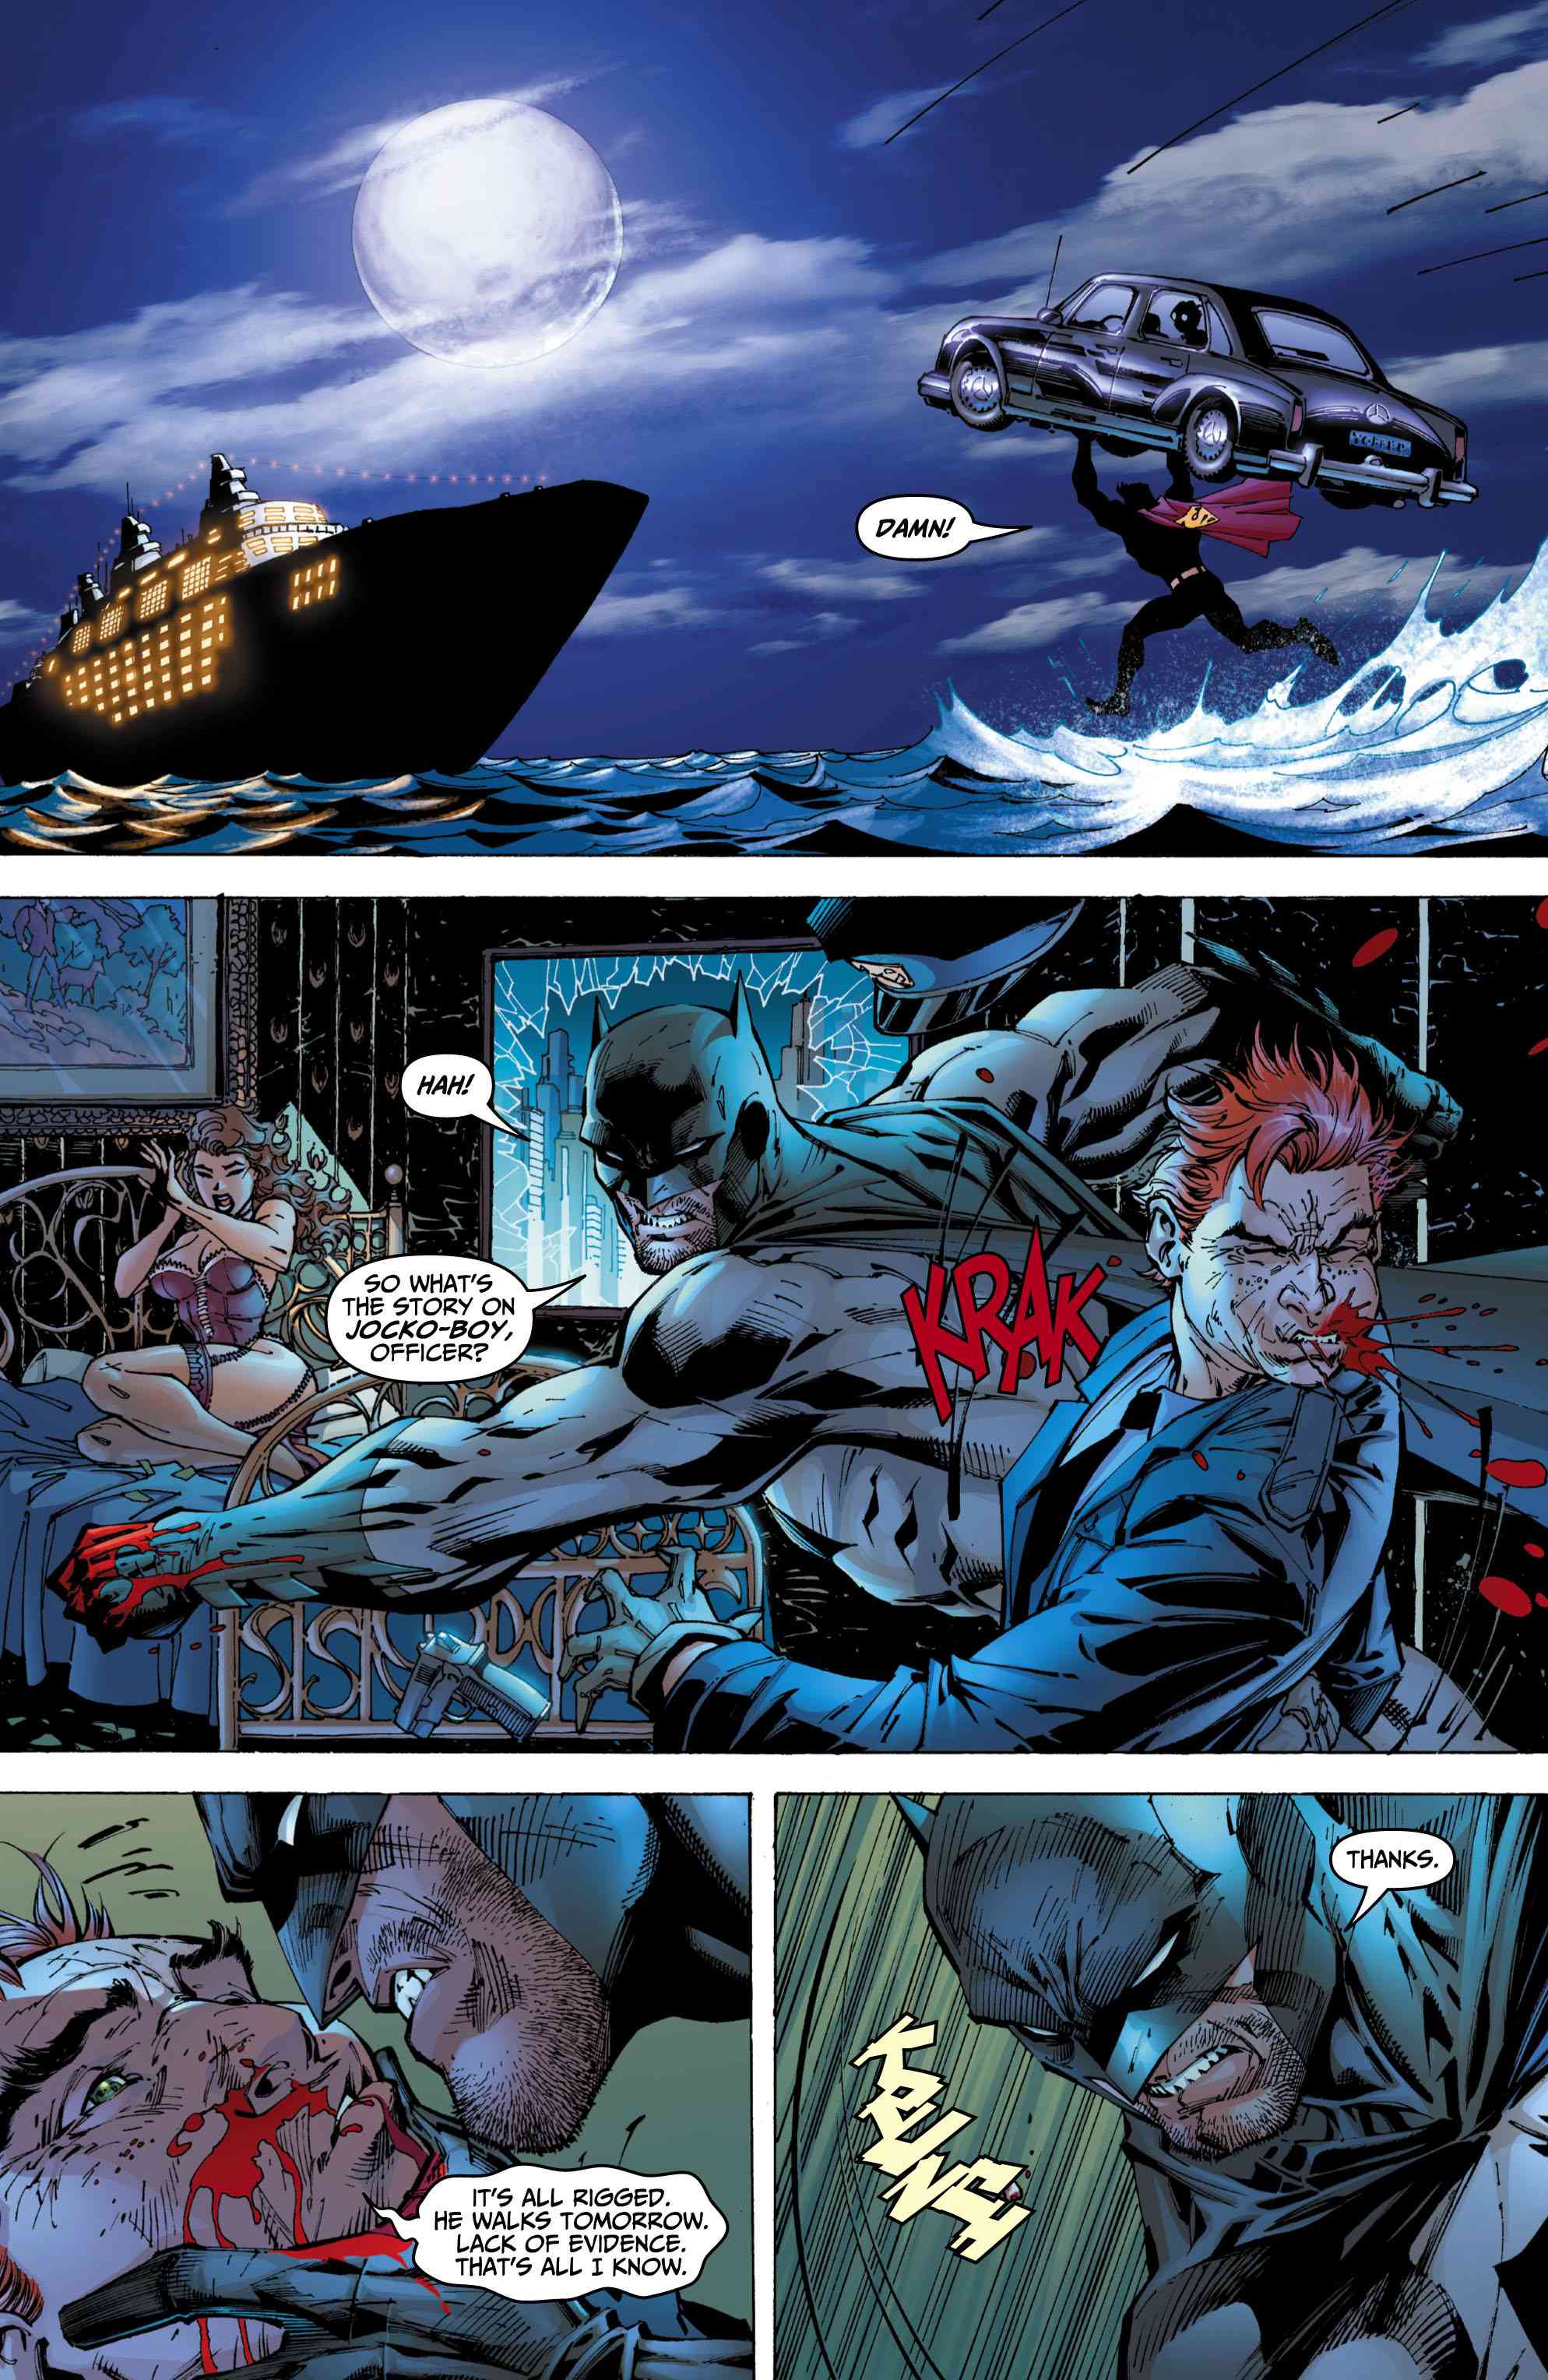 DAMN!
HAH!
SO WHAT'S
THE STORY ON
JOCKO-BOY,
OFFICER?
KRAK
IT'S ALL RIGGED.
HE WALKS TOMORROW.
LACK OF EVIDENCE.
THAT'S ALL I KNOW.
THANKS.
KRUNSH